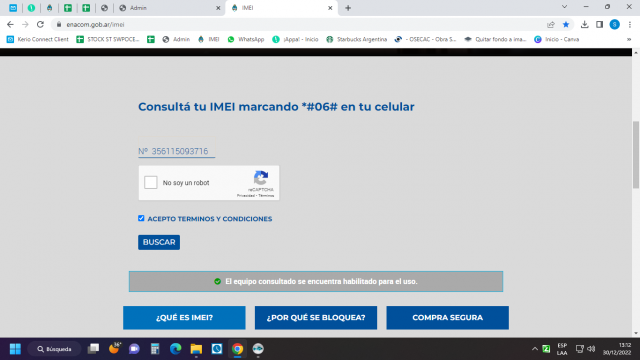 Admin
IMEI
enacom.gob.ar/imei
Kerio Connect Client
STOCK ST SWPOCE...
Admin
IMEI
WhatsApp
¡Appa! - Inicio
Starbucks Argentina
- OSECAC - Obra S...
Quitar fondo a ima...
Inicio - Canva
Consultá tu IMEI marcando *#06# en tu celular
Nº 356115093716
No soy un robot
reCAPTCHA
Privacidad - Términos
ACEPTO TERMINOS Y CONDICIONES
BUSCAR
El equipo consultado se encuentra habilitado para el uso.
¿QUÉ ES IMEI?
¿POR QUÉ SE BLOQUEA?
COMPRA SEGURA
Búsqueda
36°
ESP
LAA
13:12
30/12/2022